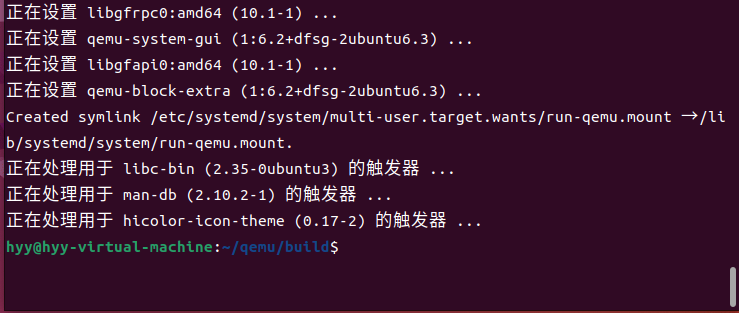 正在设置 libgfrpc0:amd64 (10.1-1) ...
正在设置 qemu-system-gui (1:6.2+dfsg-2ubuntu6.3) ...
正在设置 libgfapi0:amd64 (10.1-1) ...
正在设置 qemu-block-extra (1:6.2+dfsg-2ubuntu6.3) ...
Created symlink /etc/systemd/system/multi-user.target.wants/run-qemu.mount →/li
b/systemd/system/run-qemu.mount.
正在处理用于 libc-bin (2.35-0ubuntu3) 的触发器 ...
正在处理用于 man-db (2.10.2-1) 的触发器 ...
正在处理用于 hicolor-icon-theme (0.17-2) 的触发器 ...
hyy@hyy-virtual-machine:~/qemu/build$